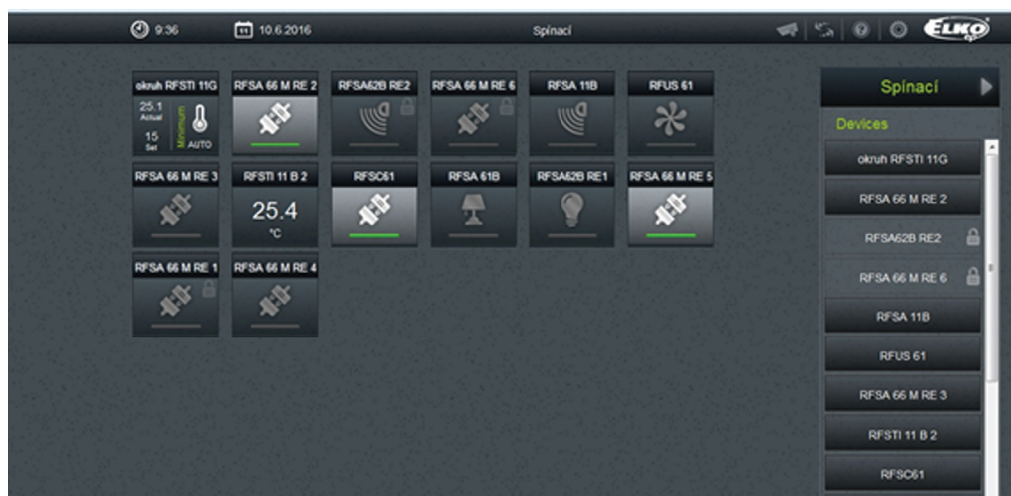 9:36
10.6.2016
Spínací
ELKO
ep
okruh RFSTI 11G
RFSA 66 M RE 2
RFSA62B RE2
RFSA 66 M RE 6
RFSA 11B
RFUS 61
25.1
Actual
15
Set
Minimum
AUTO
RFSA 66 M RE 3
RFSTI 11 B 2
RFSC61
RFSA 61B
RFSA62B RE1
RFSA 66 M RE 5
25.4
°C
RFSA 66 M RE 1
RFSA 66 M RE 4
Spínací
Devices
okruh RFSTI 11G
RFSA 66 M RE 2
RFSA62B RE2
RFSA 66 M RE 6
RFSA 11B
RFUS 61
RFSA 66 M RE 3
RFSTI 11 B 2
RFSC61